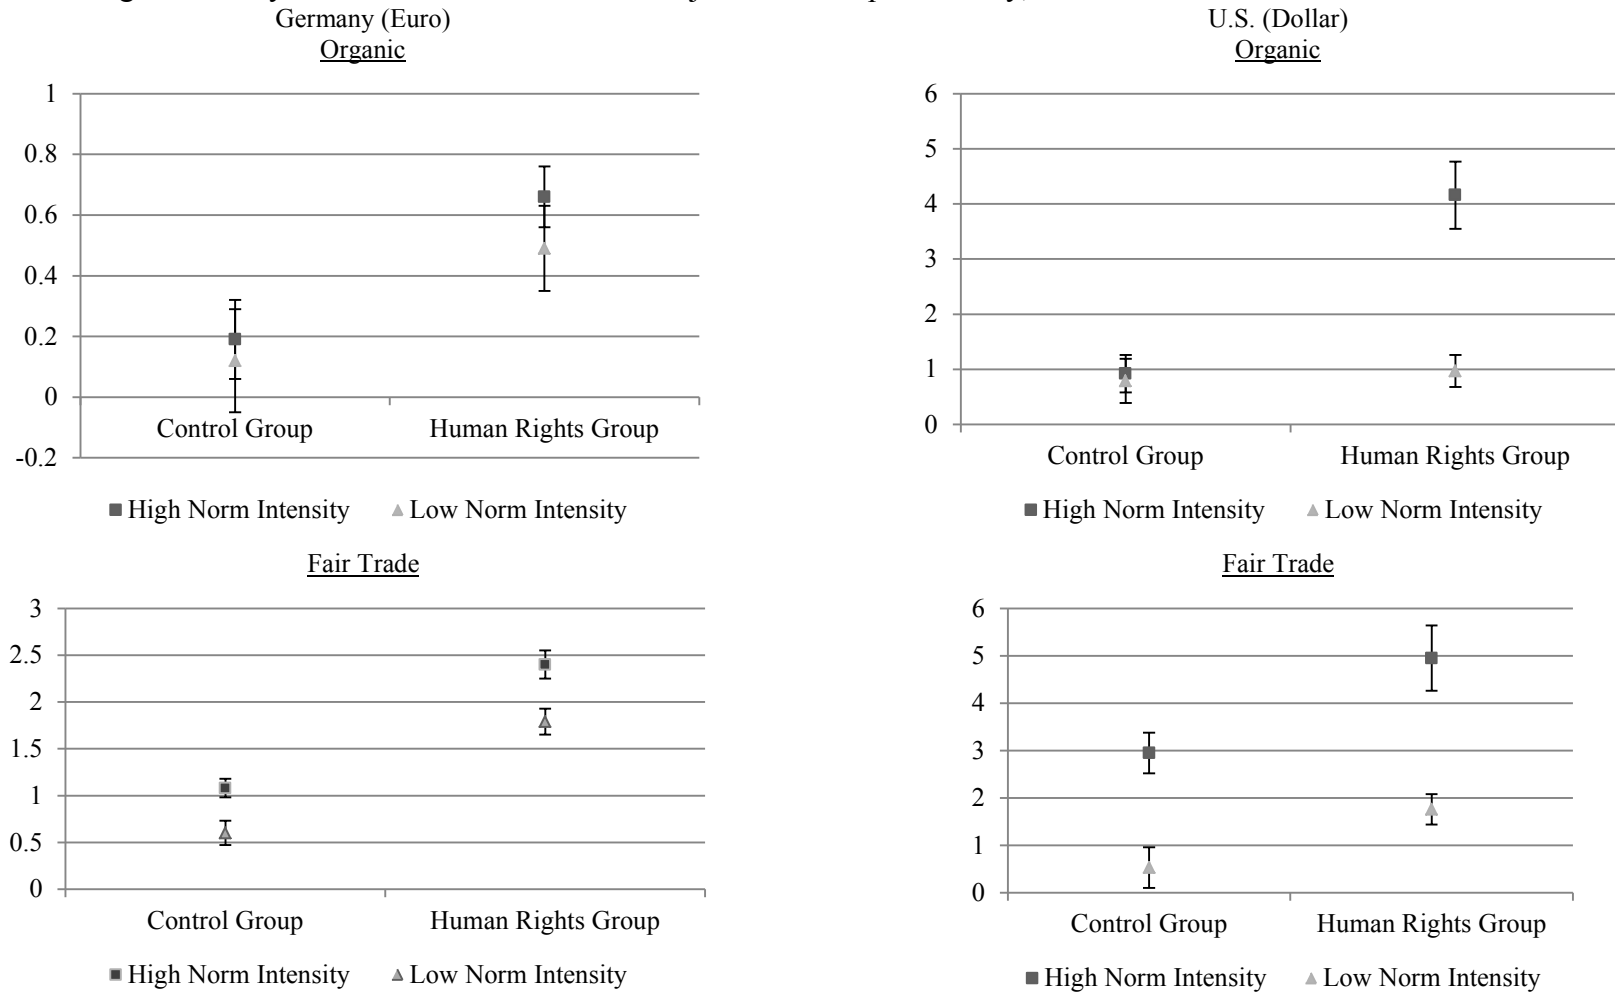 Germany (Euro)
Organic
1
0.8
0.6
0.4
0.2
0
-0.2
Control Group Human Rights Group
High Norm Intensity Low Norm Intensity
U.S. (Dollar)
Organic
6
5
4
3
2
1
0
Control Group Human Rights Group
High Norm Intensity Low Norm Intensity
Fair Trade
3
2.5
2
1.5
1
0.5
0
Control Group Human Rights Group
High Norm Intensity Low Norm Intensity
Fair Trade
6
5
4
3
2
1
0
Control Group Human Rights Group
High Norm Intensity Low Norm Intensity